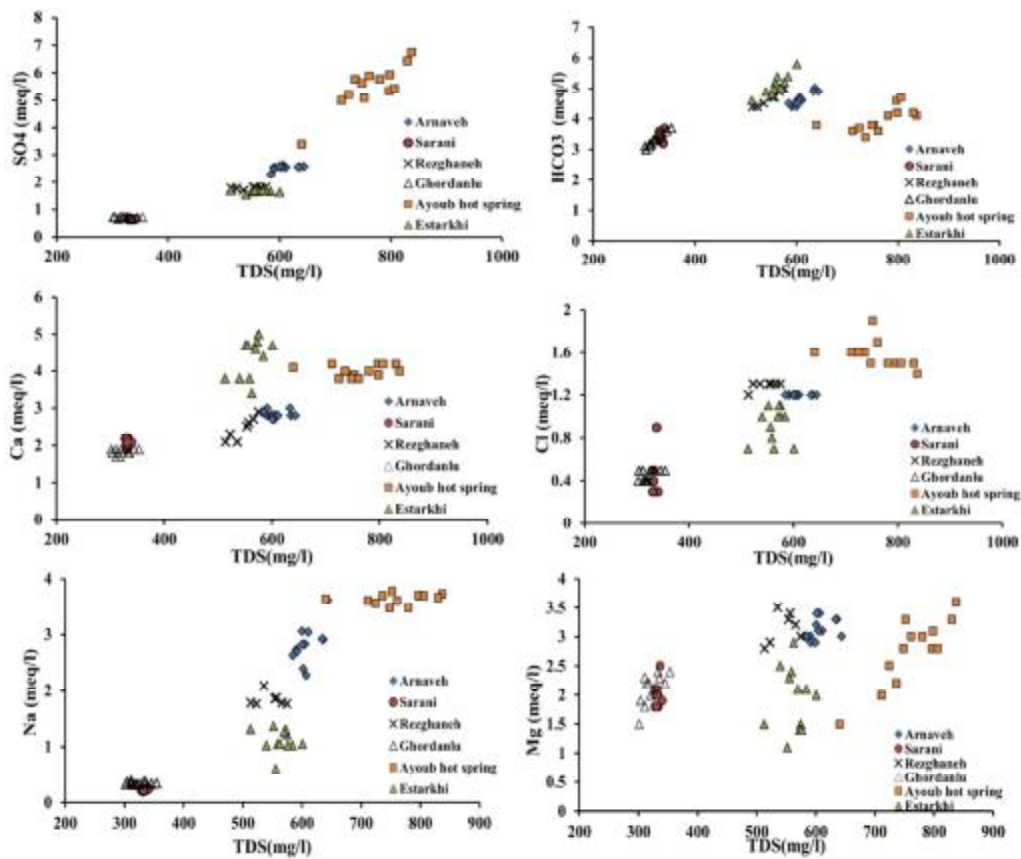 SO4 (meq/l)
8
7
6
5
4
3
2
1
0
200 400 600 800 1000
TDS(mg/l)
Arnaveh
Sarani
Rezghaneh
Ghordanlu
Ayoub hot spring
Estarkhi
HCO3 (meq/l)
7
6
5
4
3
2
1
0
200 400 600 800 1000
TDS(mg/l)
Arnaveh
Sarani
Rezghaneh
Ghordanlu
Ayoub hot spring
Estarkhi
Ca (meq/l)
6
5
4
3
2
1
0
200 400 600 800 1000
TDS(mg/l)
Arnaveh
Sarani
Rezghaneh
Ghordanlu
Ayoub hot spring
Estarkhi
Cl (meq/l)
2
1.6
1.2
0.8
0.4
0
200 400 600 800 1000
TDS(mg/l)
Arnaveh
Sarani
Rezghaneh
Ghordanlu
Ayoub hot spring
Estarkhi
Na (meq/l)
4
3
2
1
0
200 300 400 500 600 700 800 900
TDS(mg/l)
Arnaveh
Sarani
Rezghaneh
Ghordanlu
Ayoub hot spring
Estarkhi
Mg (meq/l)
4
3.5
3
2.5
2
1.5
1
0.5
0
200 300 400 500 600 700 800 900
TDS(mg/l)
Arnaveh
Sarani
Rezghaneh
Ghordanlu
Ayoub hot spring
Estarkhi